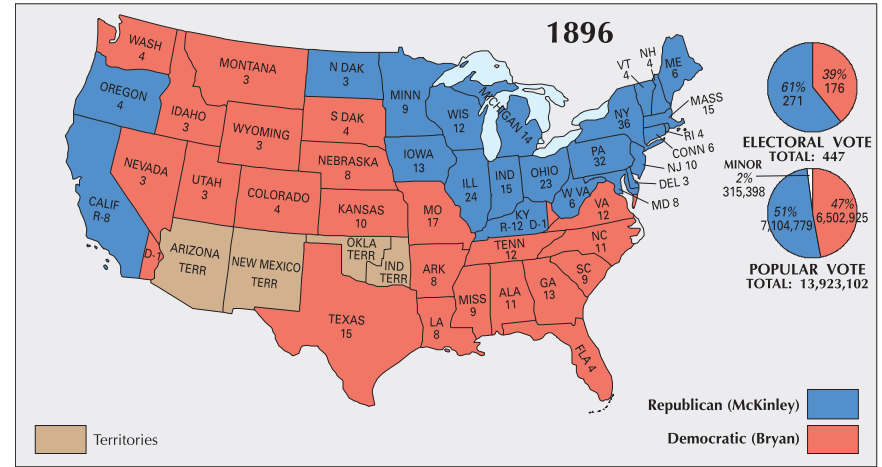 1896
WASH
4
OREGON
4
CALIF
R-8
D-1
NEVADA
3
IDAHO
3
MONTANA
3
WYOMING
3
UTAH
3
COLORADO
4
ARIZONA
TERR
NEW MEXICO
TERR
N DAK
3
S DAK
4
NEBRASKA
8
KANSAS
10
OKLA
TERR
IND
TERR
TEXAS
15
MINN
9
IOWA
13
MO
17
ARK
8
LA
8
WIS
12
ILL
24
MICHIGAN 14
IND
15
OHIO
23
KY
R-12 D-1
TENN
12
MISS
9
ALA
11
GA
13
FLA 4
SC
9
NC
11
VA
12
W VA
6
PA
32
NY
36
VT
4
NH
4
ME
6
MASS
15
RI 4
CONN 6
NJ 10
DEL 3
MD 8
61%
271
39%
176
ELECTORAL VOTE
TOTAL: 447
MINOR
2%
315,398
51%
7,104,779
47%
6,502,925
POPULAR VOTE
TOTAL: 13,923,102
Republican (McKinley)
Democratic (Bryan)
Territories